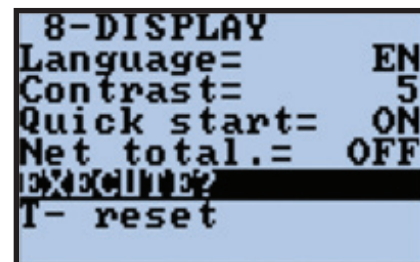 8-DISPLAY
Language= EN
Contrast= 5
Quick start= ON
Net total.= OFF
EXECUTE?
T- reset